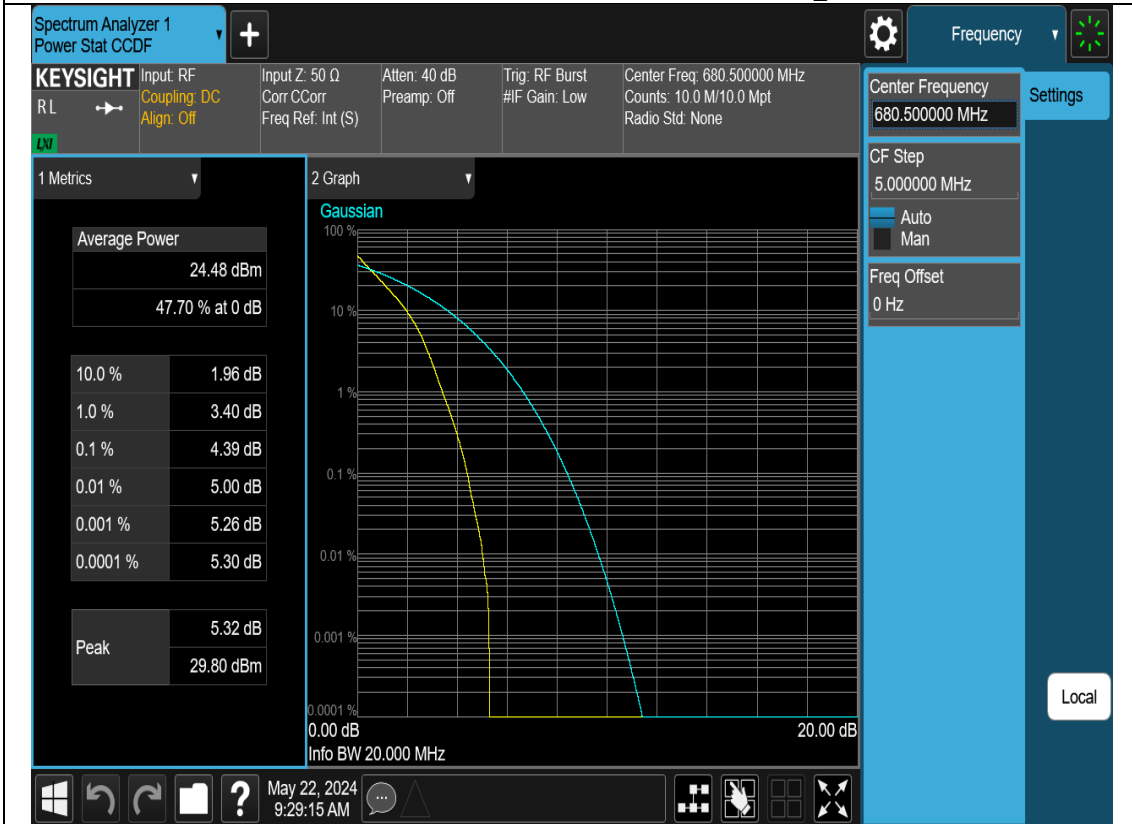 Spectrum Analyzer 1
Power Stat CCDF
Frequency
KEYSIGHT
RL
LXI
Input: RF
Coupling: DC
Align: Off
Input Z: 50 Ω
Corr CCorr
Freq Ref: Int (S)
Atten: 40 dB
Preamp: Off
Trig: RF Burst
#IF Gain: Low
Center Freq: 680.500000 MHz
Counts: 10.0 M/10.0 Mpt
Radio Std: None
Center Frequency
680.500000 MHz
Settings
CF Step
5.000000 MHz
Auto
Man
Freq Offset
0 Hz
Local
1 Metrics
Average Power
24.48 dBm
47.70 % at 0 dB
10.0 % 1.96 dB
1.0 % 3.40 dB
0.1 % 4.39 dB
0.01 % 5.00 dB
0.001 % 5.26 dB
0.0001 % 5.30 dB
Peak 5.32 dB
29.80 dBm
2 Graph
Gaussian
100 %
10 %
1 %
0.1 %
0.01 %
0.001 %
0.0001 %
0.00 dB 20.00 dB
Info BW 20.000 MHz
?
May 22, 2024
9:29:15 AM